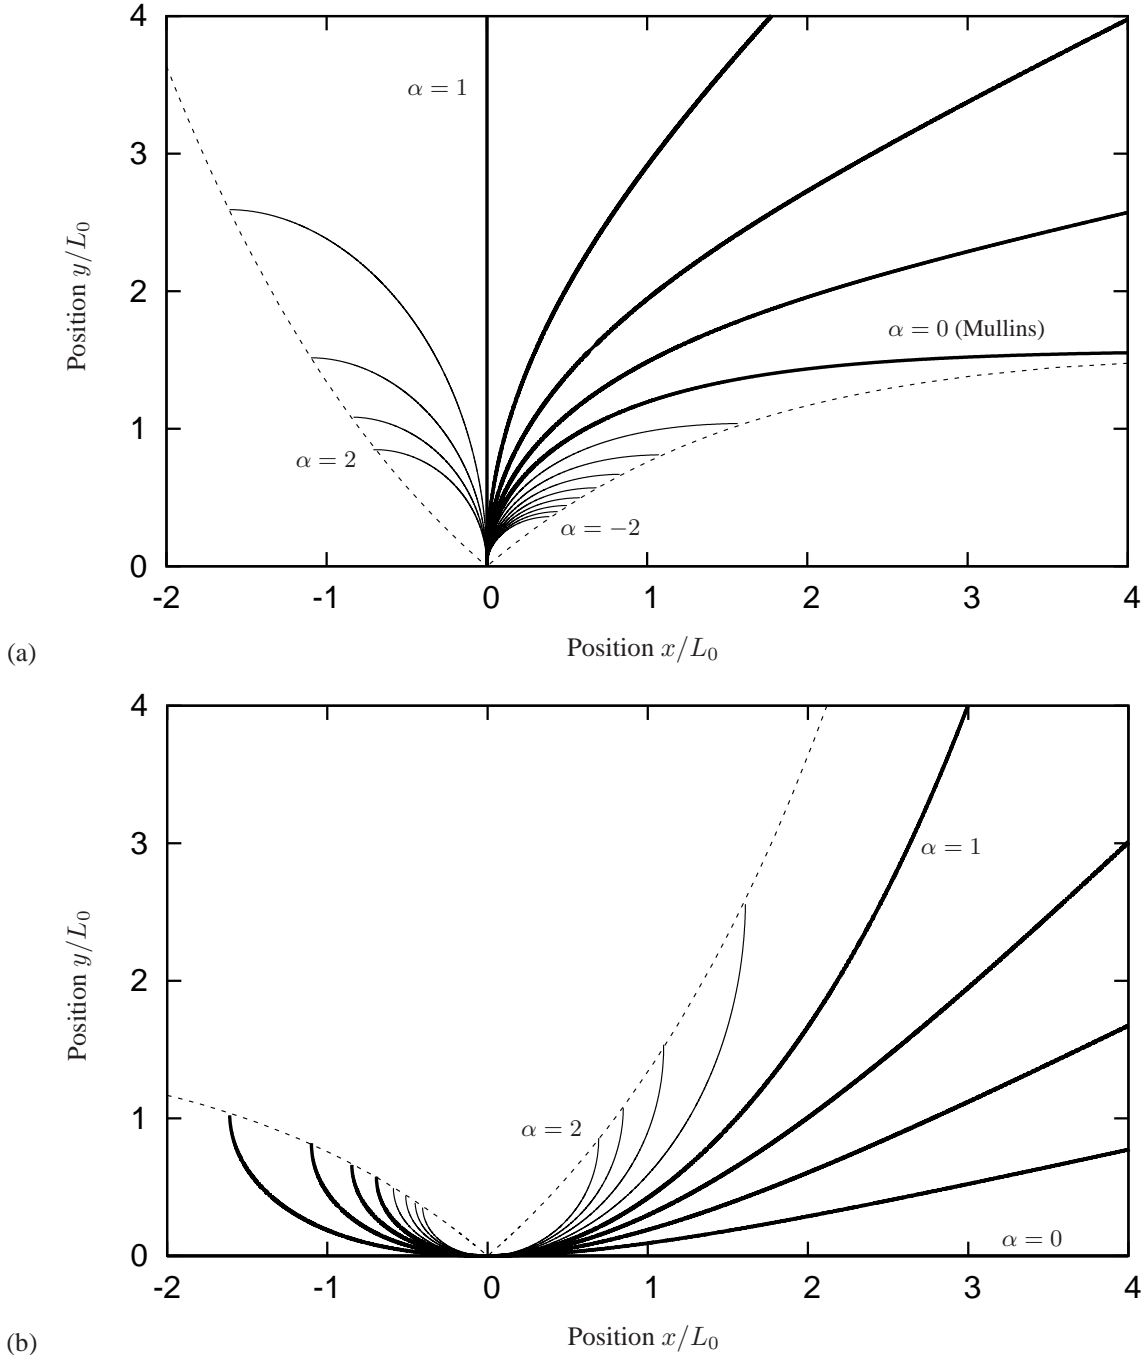 4
α = 1
3
Position y/L₀
2
α = 0 (Mullins)
1
α = 2
α = −2
0
-2 -1 0 1 2 3 4
(a)
Position x/L₀
4
α = 1
3
Position y/L₀
2
α = 2
1
α = 0
0
-2 -1 0 1 2 3 4
(b)
Position x/L₀